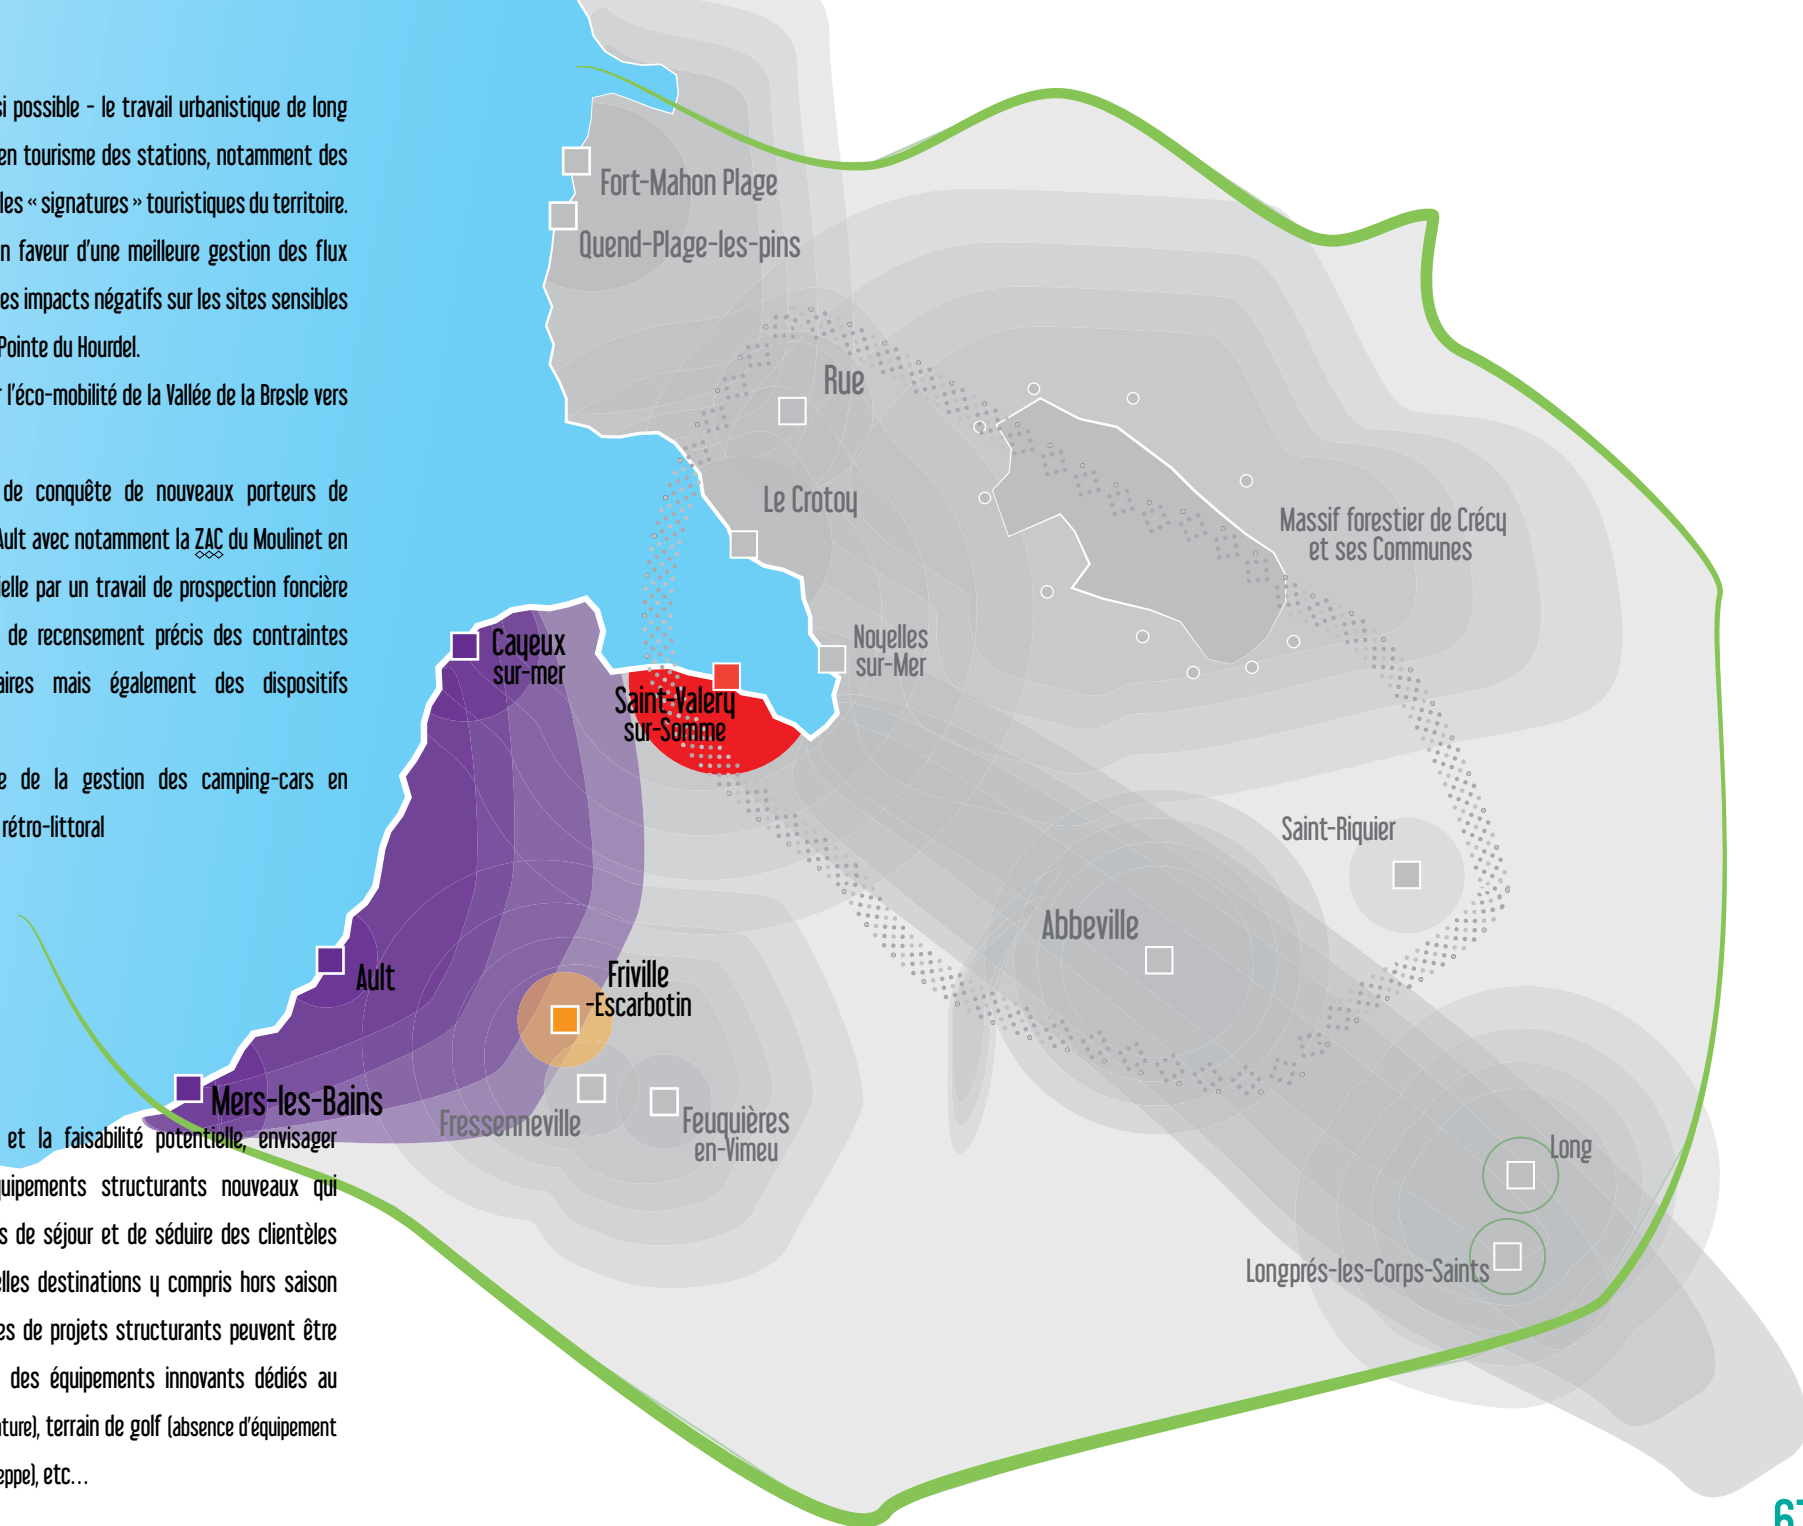 si possible - le travail urbanistique de long
en tourisme des stations, notamment des
les « signatures » touristiques du territoire.
n faveur d'une meilleure gestion des flux
es impacts négatifs sur les sites sensibles
Pointe du Hourdel.
r l'éco-mobilité de la Vallée de la Bresle vers
de conquête de nouveaux porteurs de
Ault avec notamment la ZAC du Moulinet en
ielle par un travail de prospection foncière
de recensement précis des contraintes
aires mais également des dispositifs
e de la gestion des camping-cars en
rétro-littoral
et la faisabilité potentielle, envisager
quipements structurants nouveaux qui
s de séjour et de séduire des clientèles
elles destinations y compris hors saison
es de projets structurants peuvent être
des équipements innovants dédiés au
ture), terrain de golf (absence d'équipement
eppe), etc...
Fort-Mahon Plage
Quend-Plage-les-pins
Rue
Le Crotoy
Massif forestier de Crécy
et ses Communes
Noyelles
sur-Mer
Cayeux
sur-mer
Saint-Valery
sur-Somme
Saint-Riquier
Abbeville
Ault
Friville
-Escarbotin
Mers-les-Bains
Fressenneville
Feuquières
en-Vimeu
Long
Longprés-les-Corps-Saints